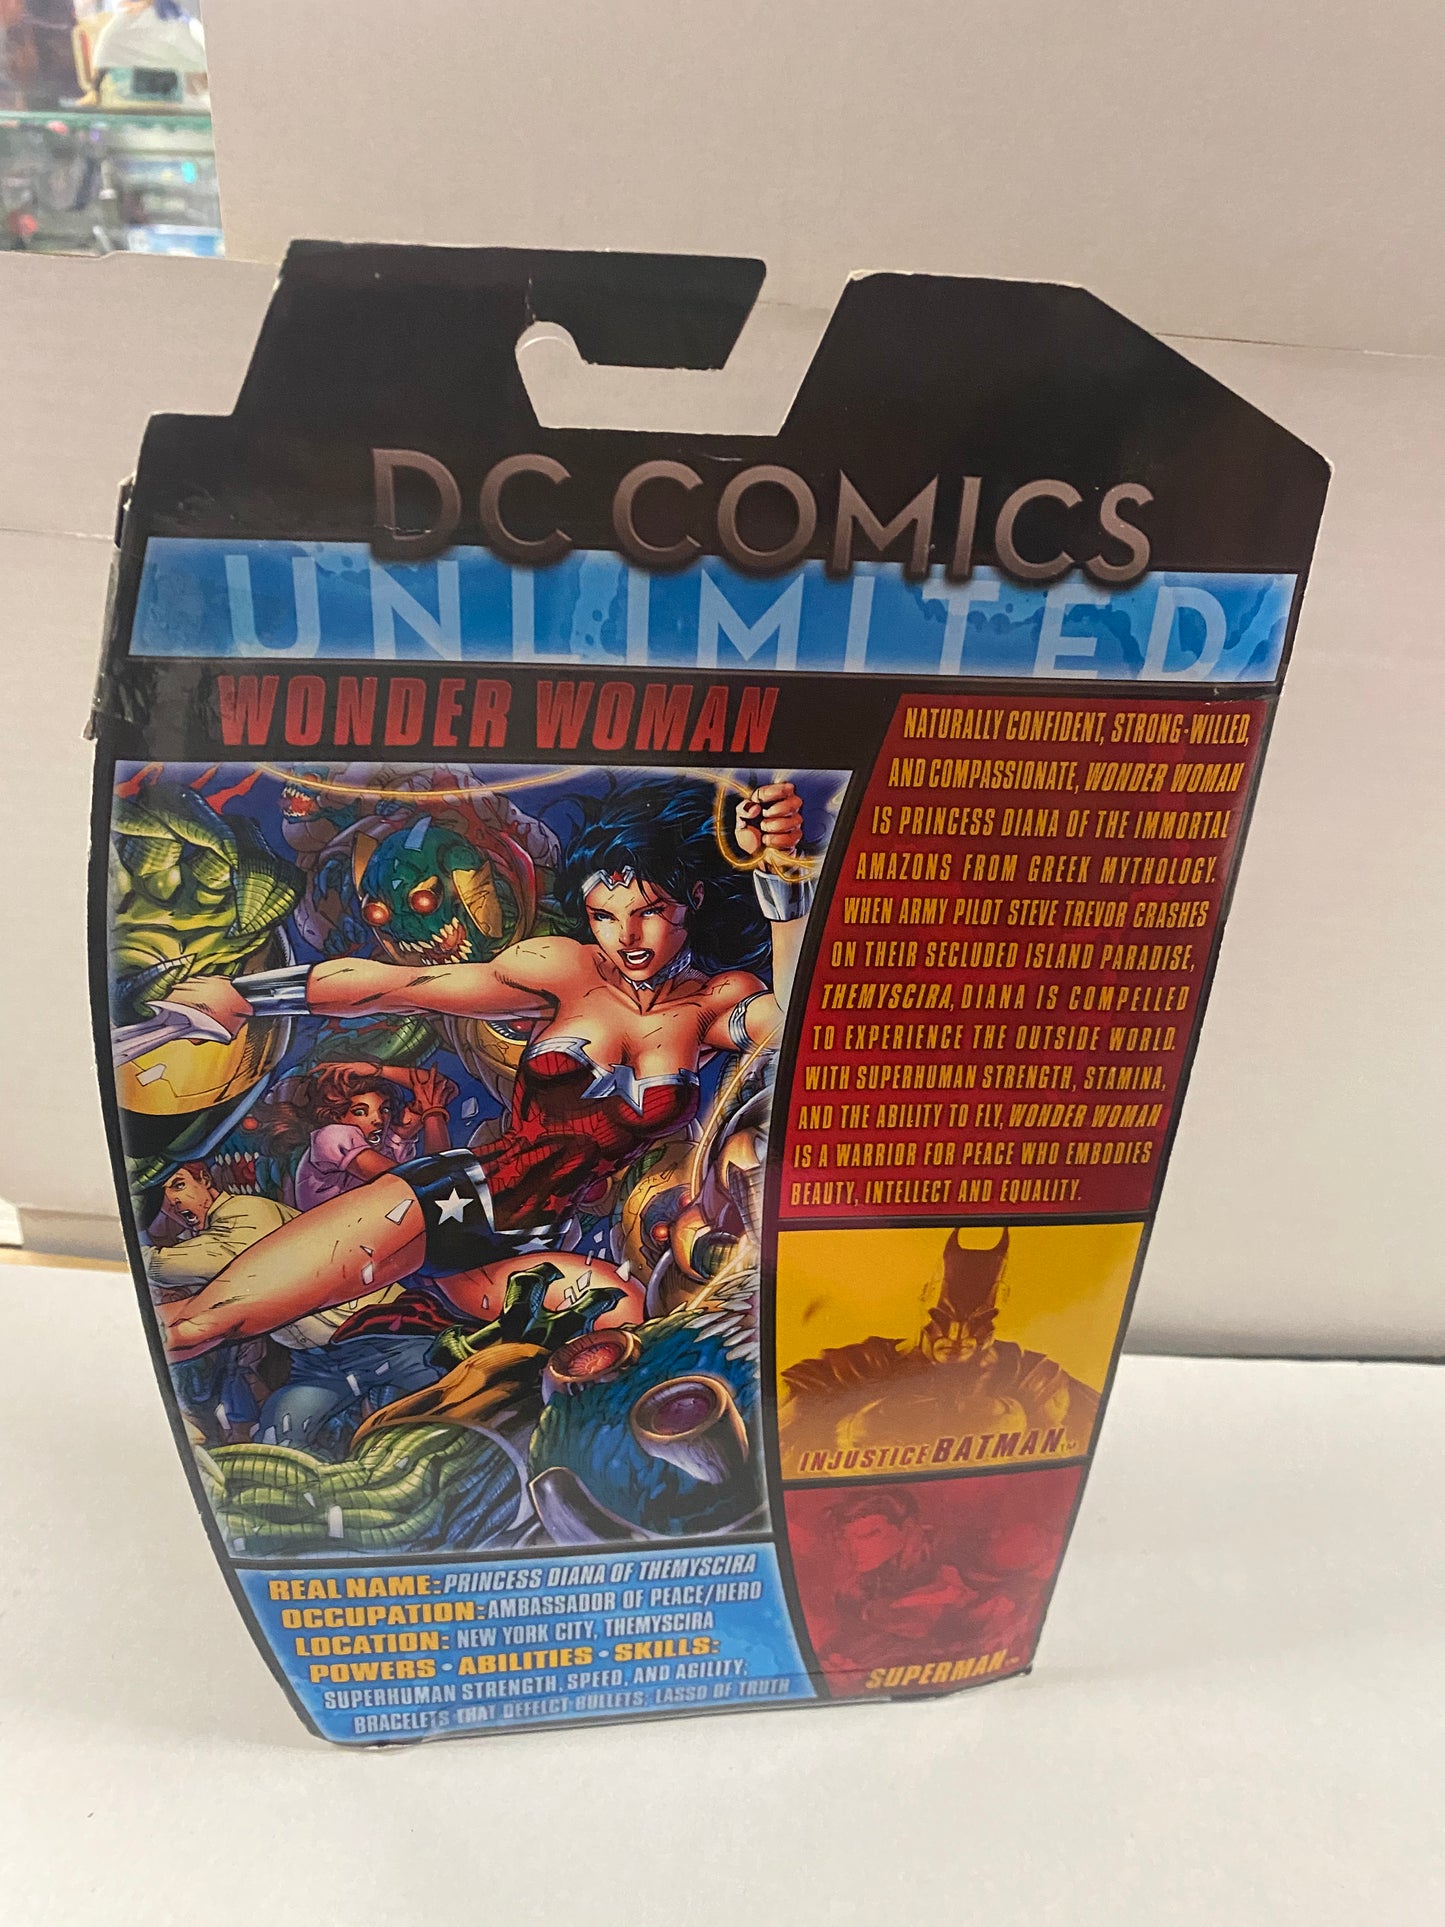 DC COMICS
UNLIMITED
WONDER WOMAN
NATURALLY CONFIDENT, STRONG-WILLED,
AND COMPASSIONATE, WONDER WOMAN
IS PRINCESS DIANA OF THE IMMORTAL
AMAZONS FROM GREEK MYTHOLOGY.
WHEN ARMY PILOT STEVE TREVOR CRASHES
ON THEIR SECLUDED ISLAND PARADISE,
THEMYSCIRA, DIANA IS COMPELLED
TO EXPERIENCE THE OUTSIDE WORLD.
WITH SUPERHUMAN STRENGTH, STAMINA,
AND THE ABILITY TO FLY, WONDER WOMAN
IS A WARRIOR FOR PEACE WHO EMBODIES
BEAUTY, INTELLECT AND EQUALITY.
INJUSTICE BATMAN™
SUPERMAN™
REAL NAME: PRINCESS DIANA OF THEMYSCIRA
OCCUPATION: AMBASSADOR OF PEACE/HERO
LOCATION: NEW YORK CITY, THEMYSCIRA
POWERS • ABILITIES • SKILLS:
SUPERHUMAN STRENGTH, SPEED, AND AGILITY,
BRACELETS THAT DEFELCT BULLETS, LASSO OF TRUTH